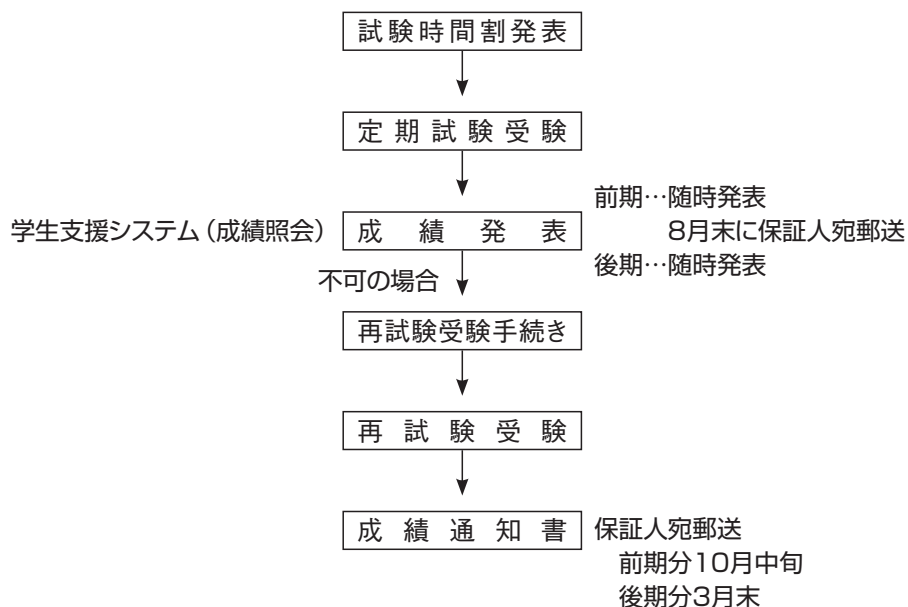 試験時間割発表
定期試験受験
前期…随時発表
学生支援システム（成績照会）
成績発表
8月末に保証人宛郵送
後期…随時発表
不可の場合
再試験受験手続き
再試験受験
成績通知書
保証人宛郵送
前期分10月中旬
後期分3月末